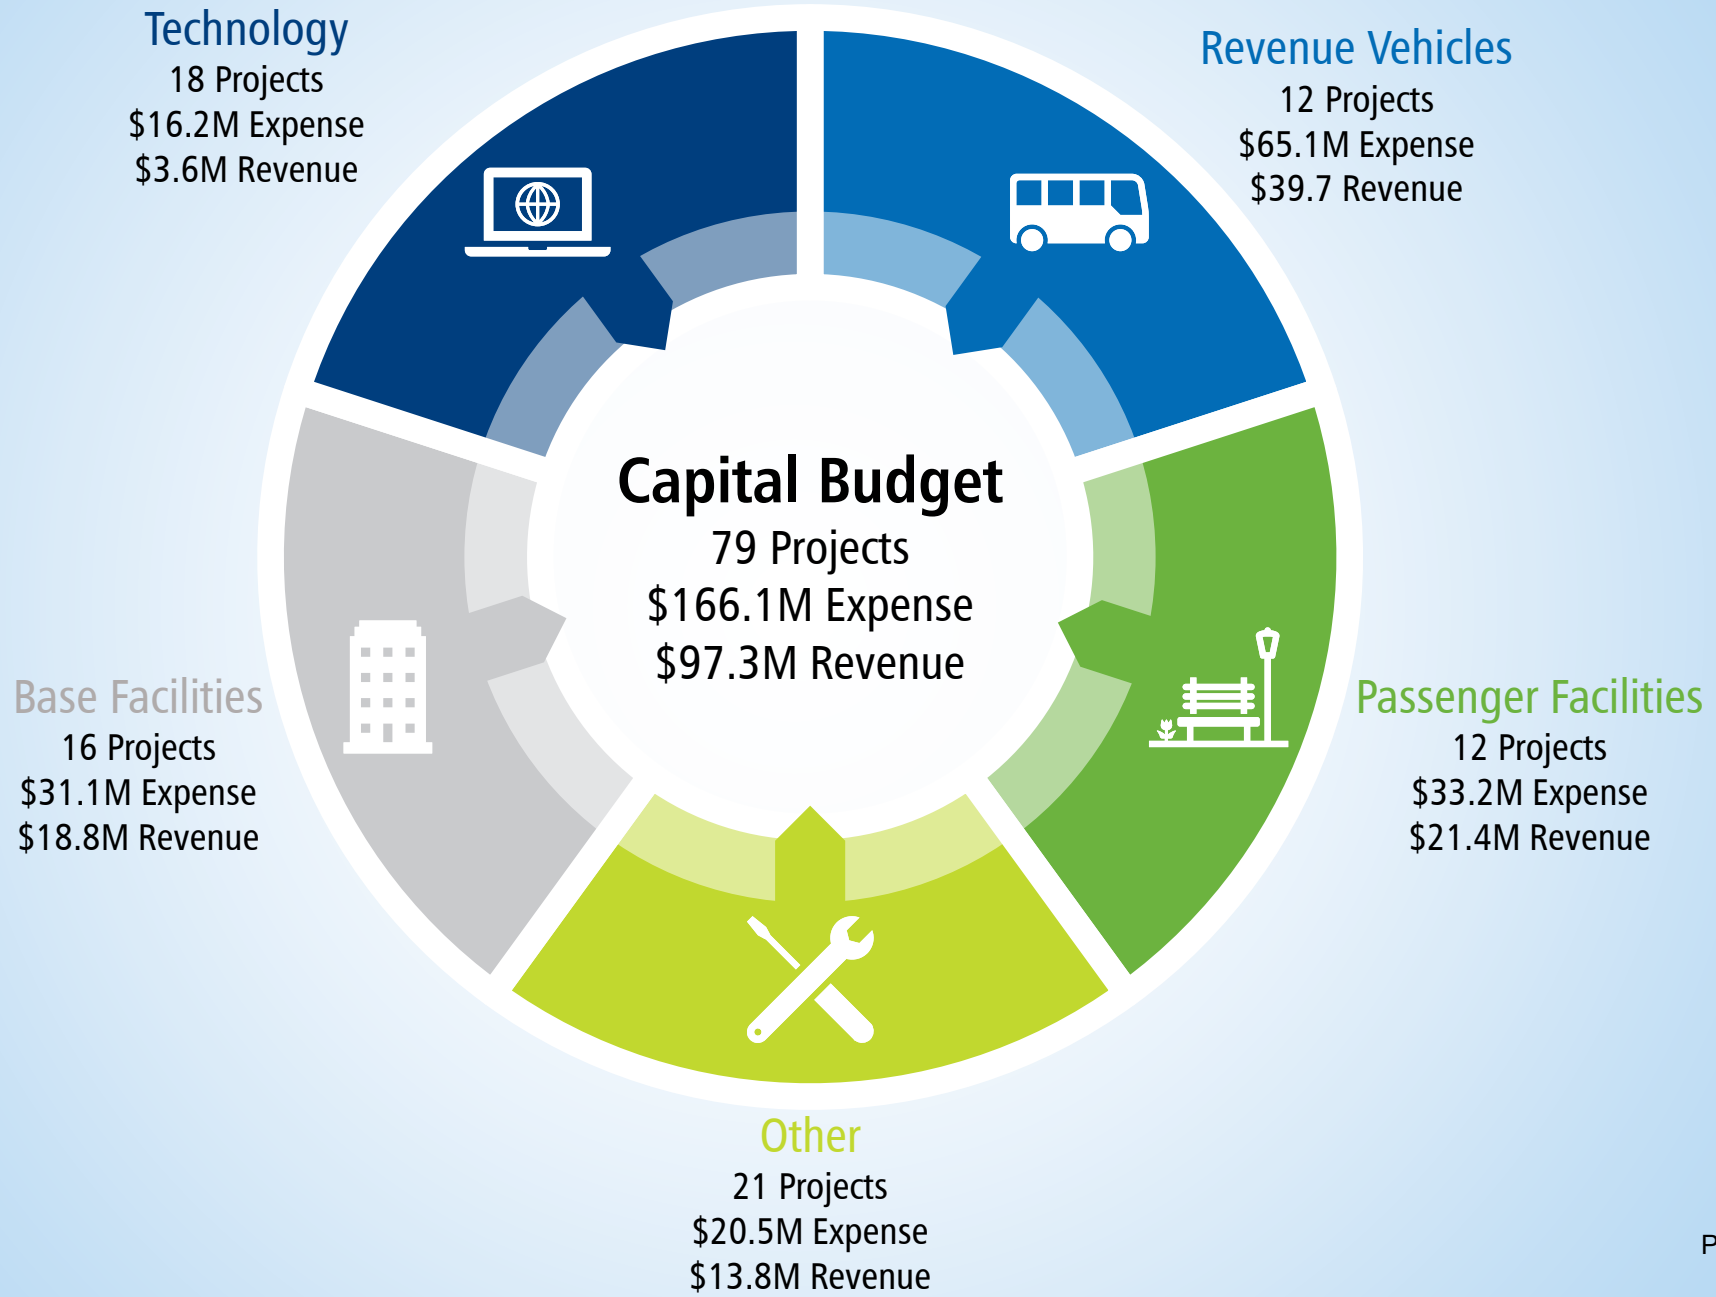 Technology
18 Projects
$16.2M Expense
$3.6M Revenue
Revenue Vehicles
12 Projects
$65.1M Expense
$39.7 Revenue
Capital Budget
79 Projects
$166.1M Expense
$97.3M Revenue
Base Facilities
16 Projects
$31.1M Expense
$18.8M Revenue
Passenger Facilities
12 Projects
$33.2M Expense
$21.4M Revenue
Other
21 Projects
$20.5M Expense
$13.8M Revenue
P